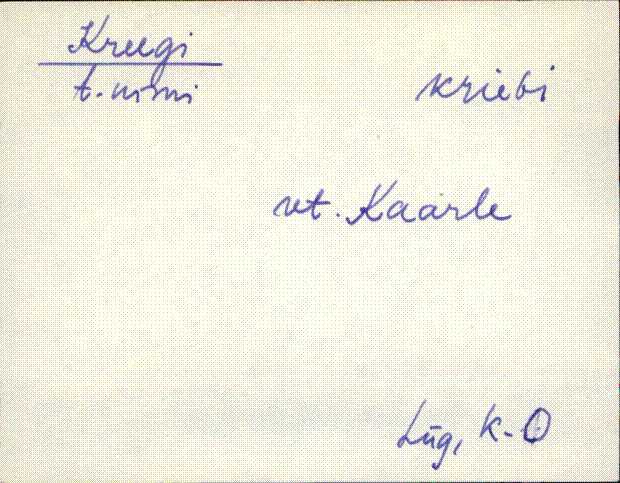 Kreegi
t. nimi
kriebi
vt. Kaarle
Lüg, K-O